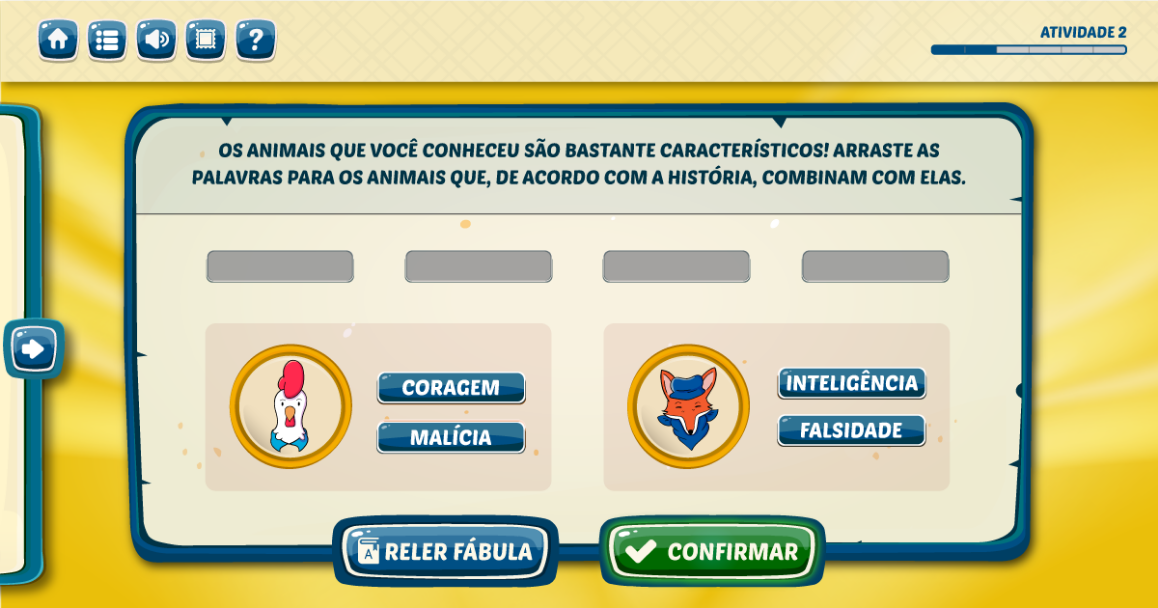 ATIVIDADE 2
OS ANIMAIS QUE VOCÊ CONHECEU SÃO BASTANTE CARACTERÍSTICOS! ARRASTE AS
PALAVRAS PARA OS ANIMAIS QUE, DE ACORDO COM A HISTÓRIA, COMBINAM COM ELAS.
CORAGEM
MALÍCIA
INTELIGÊNCIA
FALSIDADE
RELER FÁBULA
CONFIRMAR